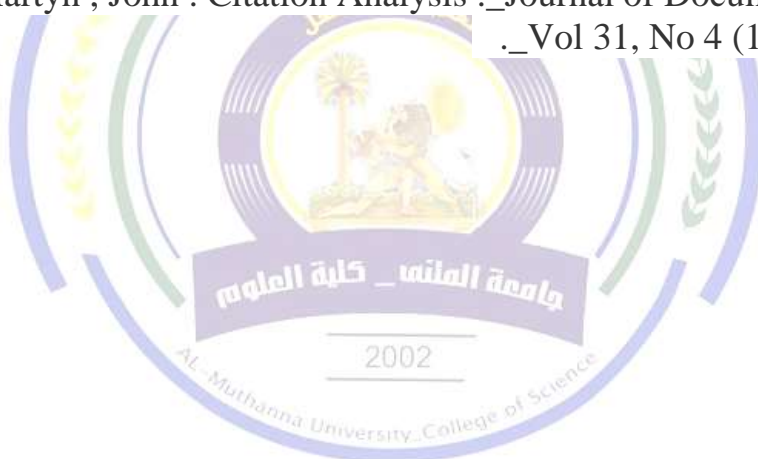 artyn , John . Citation Analysis ._Journal of Docum
._Vol 31, No 4 (1
جامعة المثنى _ كلية العلوم
2002
AL-Muthanna University_College of Science